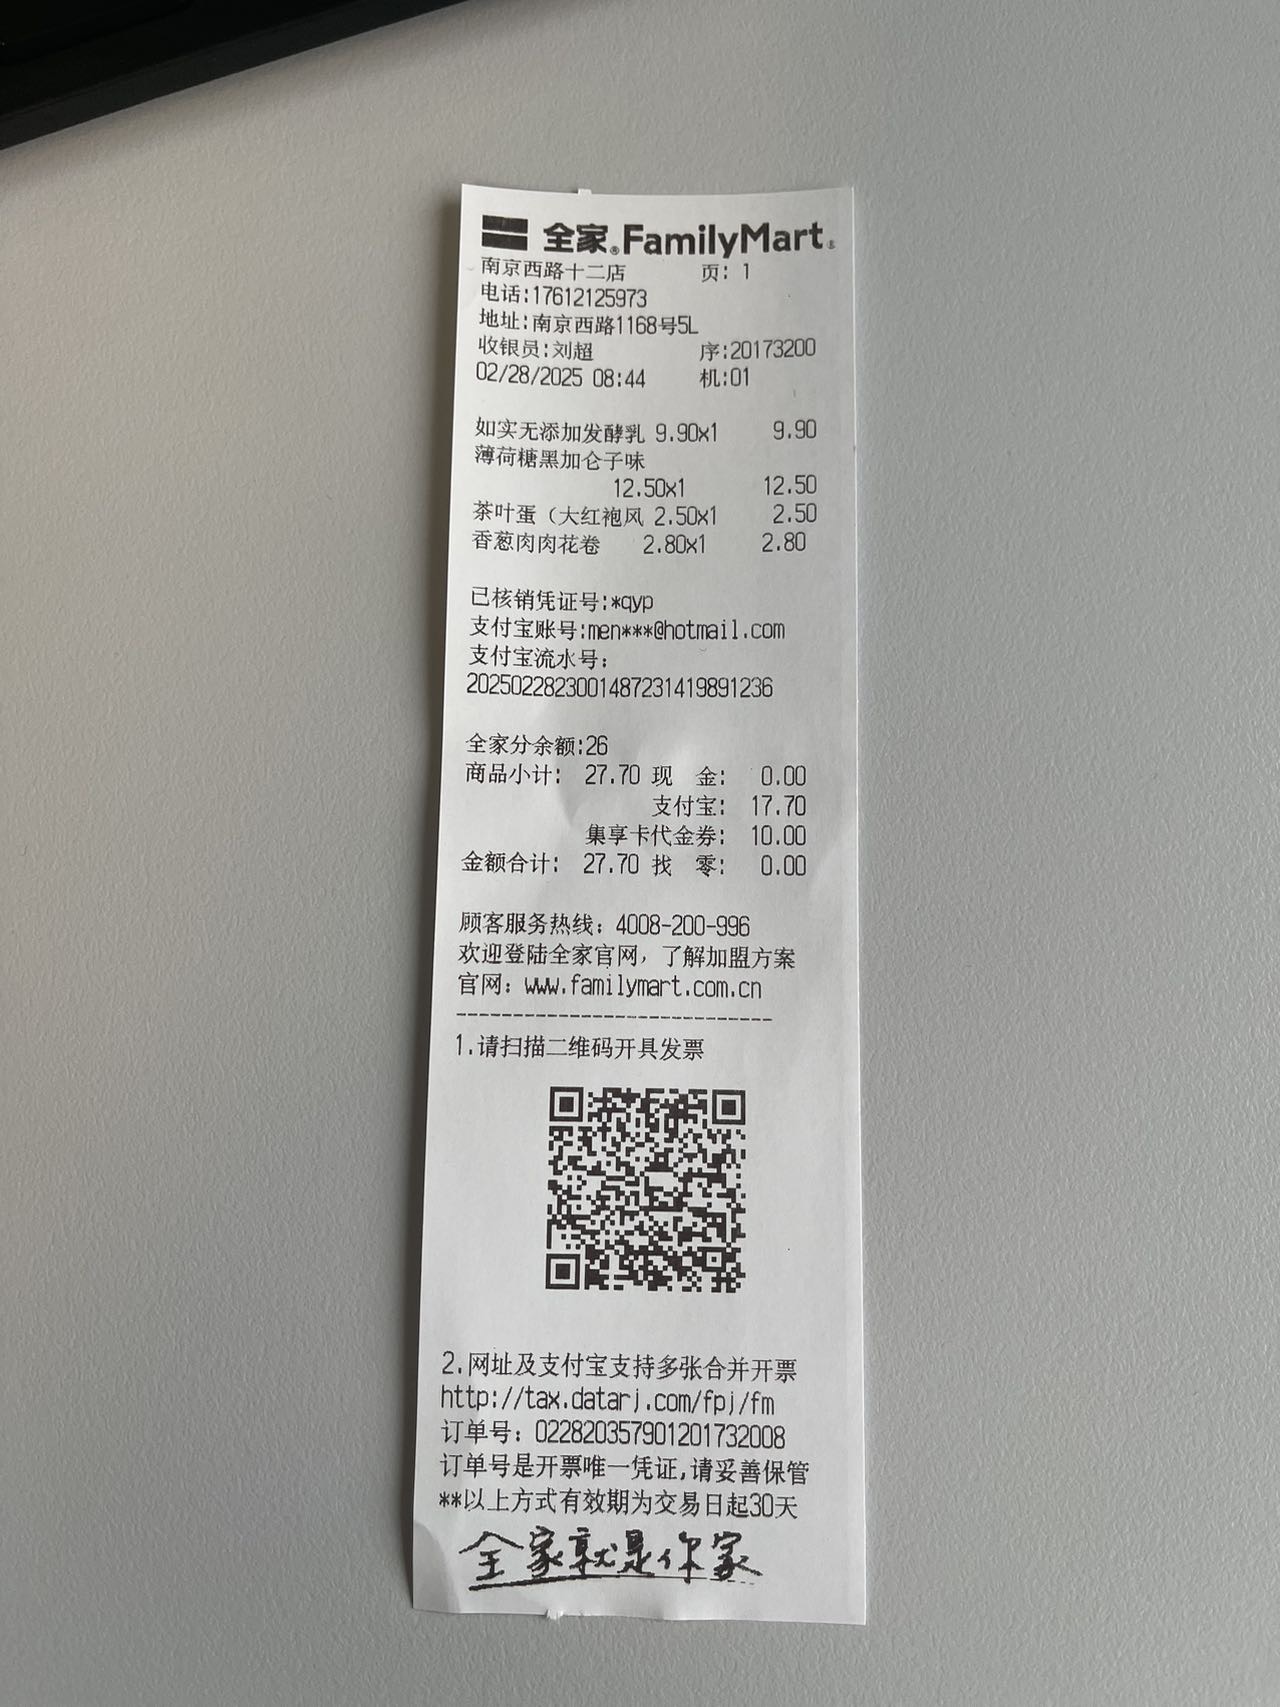 全家®FamilyMart®
南京西路十二店 页: 1
电话:17612125973
地址:南京西路1168号5L
收银员:刘超 序:20173200
02/28/2025 08:44 机:01
如实无添加发酵乳 9.90x1 9.90
薄荷糖黑加仑子味
12.50x1 12.50
茶叶蛋（大红袍风 2.50x1 2.50
香葱肉肉花卷 2.80x1 2.80
已核销凭证号:*qyp
支付宝账号:men***@hotmail.com
支付宝流水号:
2025022823001487231419891236
全家分余额:26
商品小计: 27.70 现 金: 0.00
支付宝: 17.70
集享卡代金券: 10.00
金额合计: 27.70 找 零: 0.00
顾客服务热线: 4008-200-996
欢迎登陆全家官网，了解加盟方案
官网: www.familymart.com.cn
----------------------------
1.请扫描二维码开具发票
2.网址及支付宝支持多张合并开票
http://tax.datarj.com/fpj/fm
订单号: 0228203579012017­32008
订单号是开票唯一凭证,请妥善保管
**以上方式有效期为交易日起30天
全家就是你家